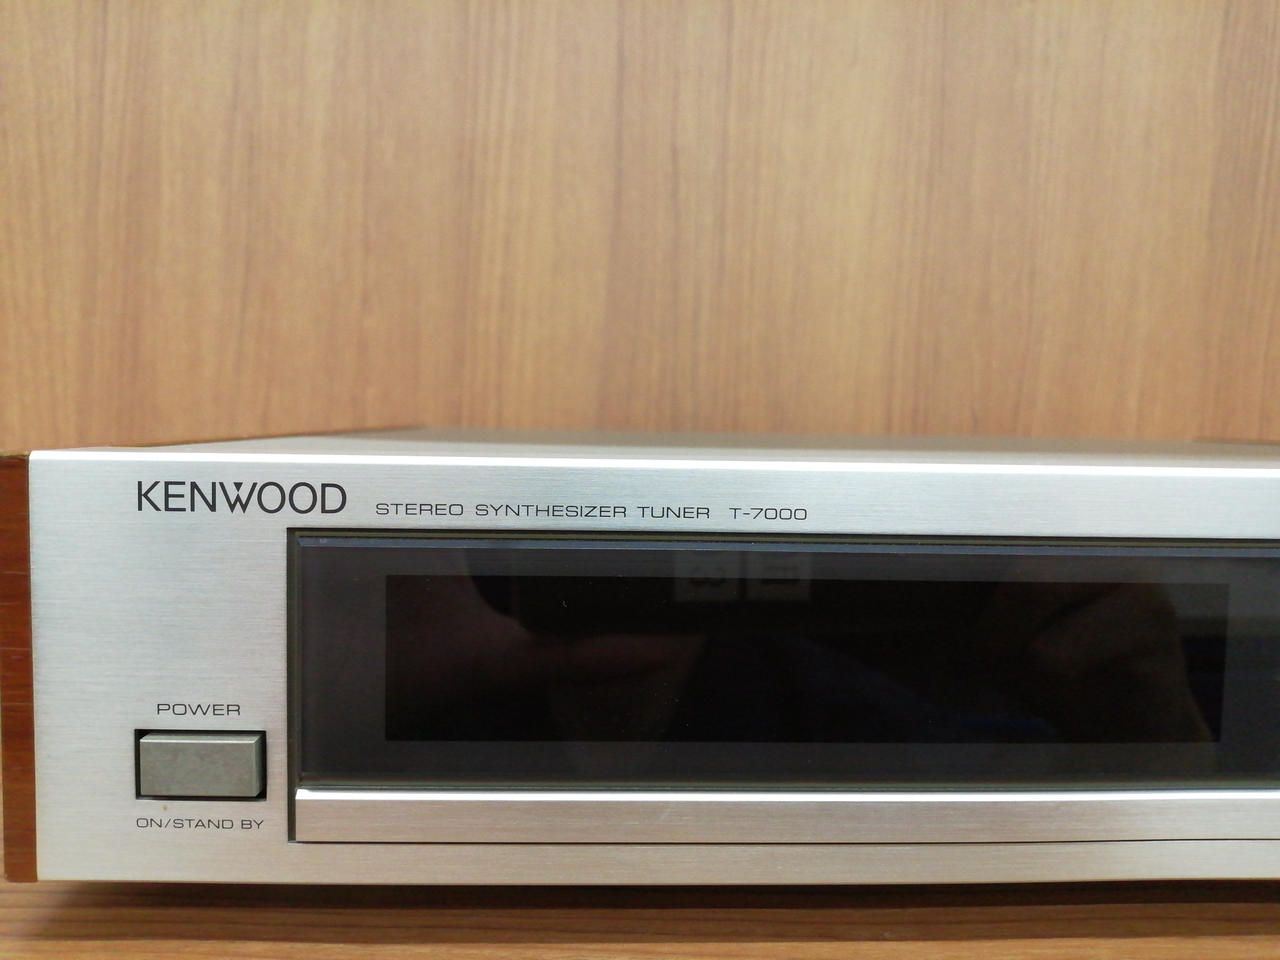 KENWOOD STEREO SYNTHESIZER TUNER T-7000
POWER
ON/STAND BY